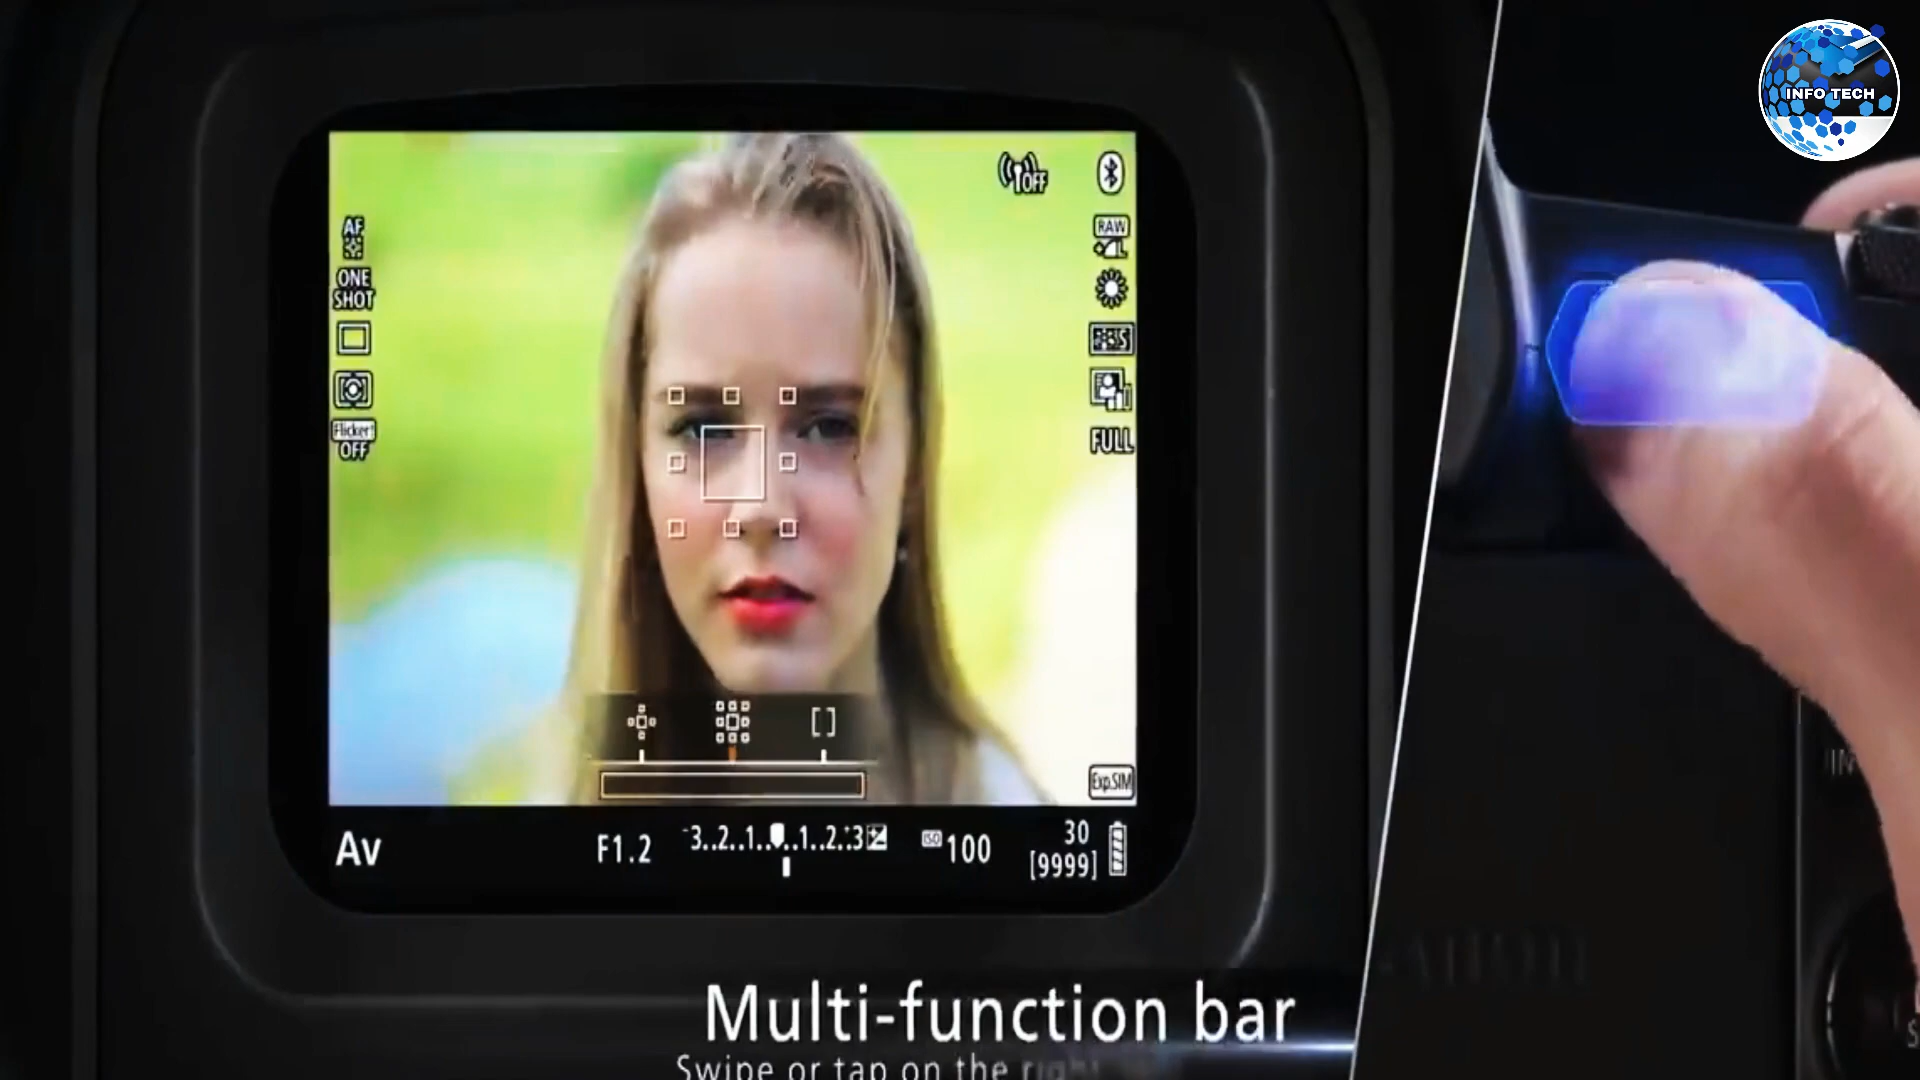 INFO TECH
OFF
AF
ONE
SHOT
Flicker!
OFF
RAW
L
FULL
Exp.SIM
Av
F1.2
-3..2..1....1..2.:3
ISO 100
30
[9999]
Multi-function bar
Swipe or tap on the right